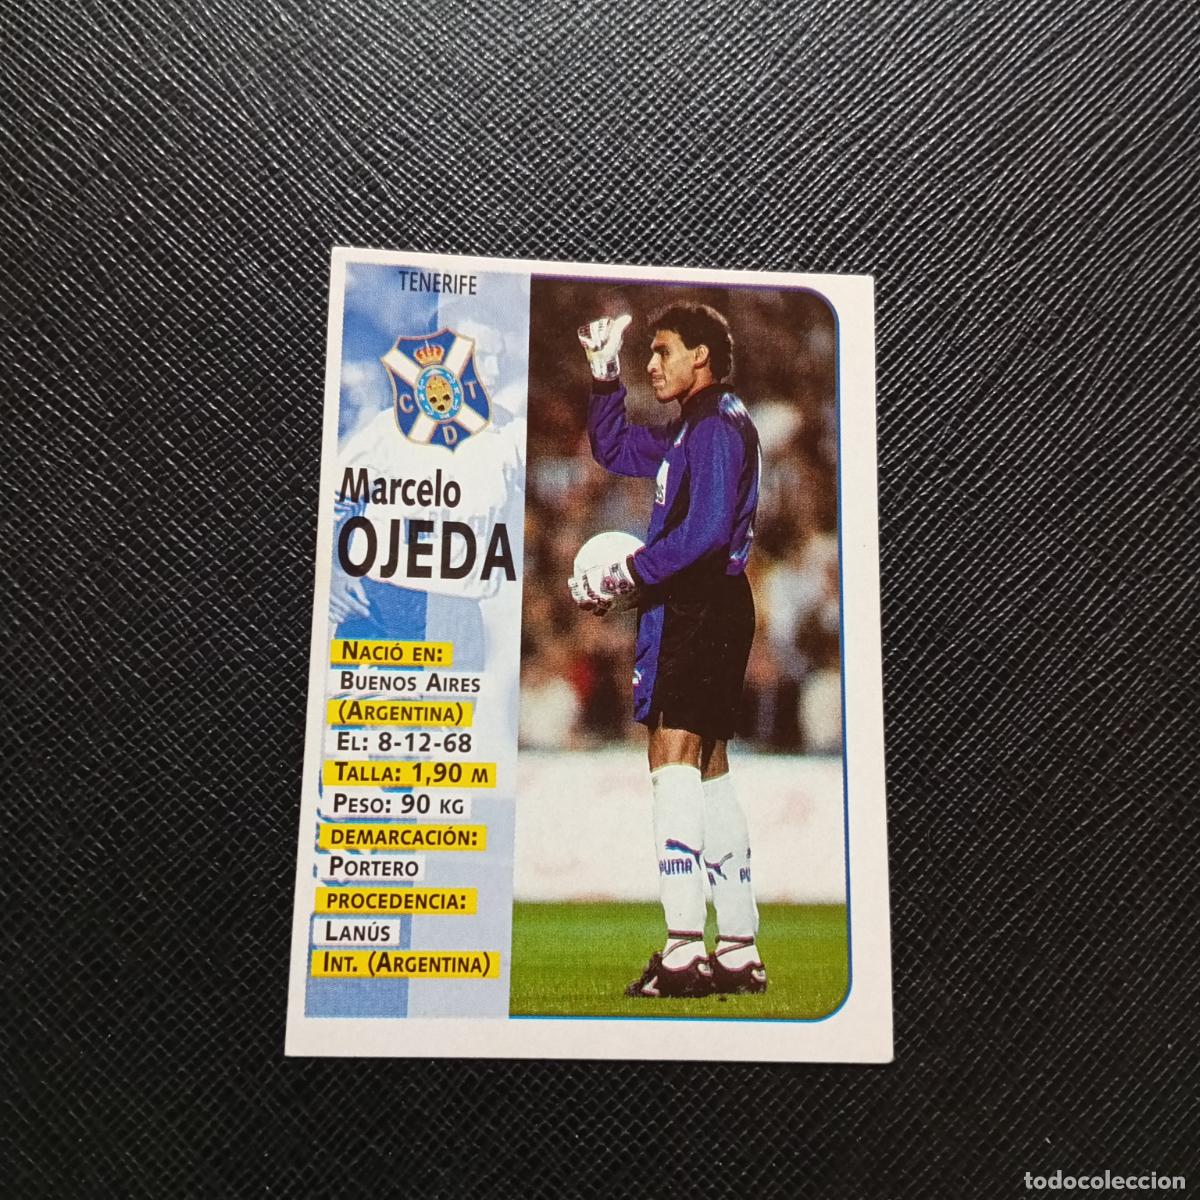 TENERIFE
C T
D
Marcelo
OJEDA
NACIÓ EN:
BUENOS AIRES
(ARGENTINA)
EL: 8-12-68
TALLA: 1,90 M
PESO: 90 KG
DEMARCACIÓN:
PORTERO
PROCEDENCIA:
LANÚS
INT. (ARGENTINA)
PUMA
todocoleccion